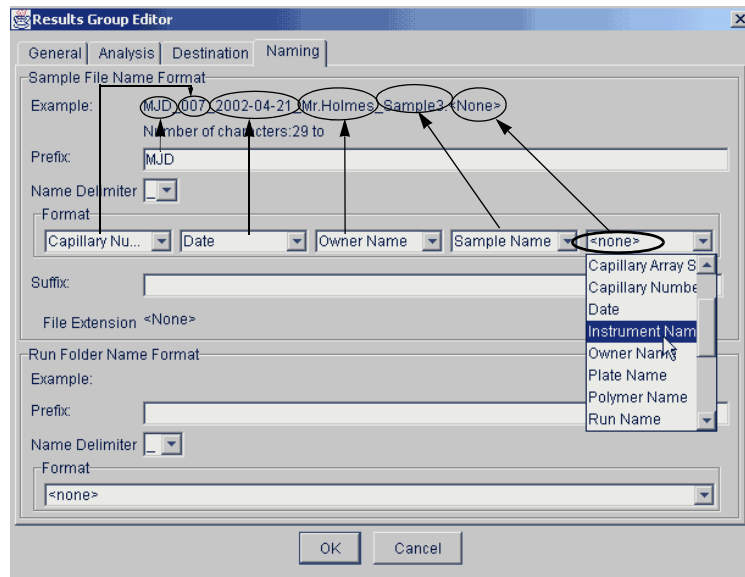 Results Group Editor
General Analysis Destination Naming
Sample File Name Format
Example: MJD_007_2002-04-21_Mr.Holmes_Sample3.<None>
Number of characters:29 to
Prefix: MJD
Name Delimiter _
Format
Capillary Nu... Date Owner Name Sample Name <none>
Capillary Array S
Capillary Numbe
Date
Instrument Nam
Owner Name
Plate Name
Polymer Name
Run Name
Suffix:
File Extension <None>
Run Folder Name Format
Example:
Prefix:
Name Delimiter _
Format
<none>
OK Cancel